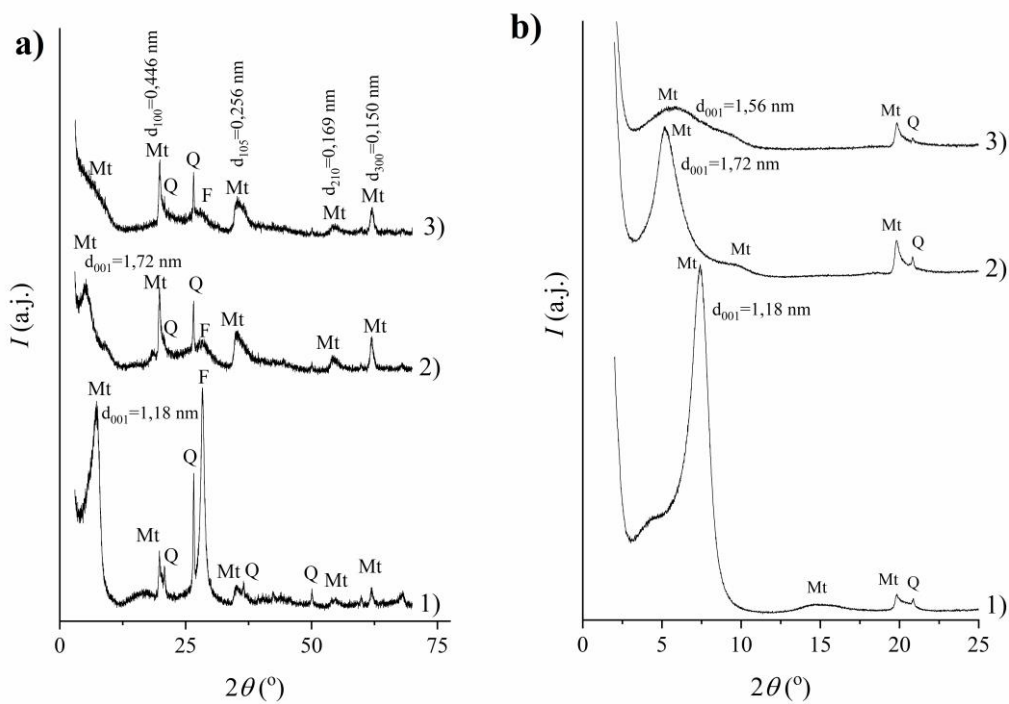 a)
I (a.j.)
d100=0,446 nm
d105=0,256 nm
d210=0,169 nm
d300=0,150 nm
Mt
Mt
Q
Q
F
Mt
Mt
Mt
3)
Mt
d001=1,72 nm
Mt
Q
Q
F
Mt
Mt
Mt
2)
Mt
d001=1,18 nm
F
Q
Mt
Q
Mt
Q
Q
Mt
Mt
1)
0
25
50
75
2θ (º)
b)
I (a.j.)
Mt
d001=1,56 nm
Mt
Q
3)
Mt
d001=1,72 nm
Mt
Mt
Q
2)
Mt
d001=1,18 nm
Mt
Mt
Q
1)
0
5
10
15
20
25
2θ (º)